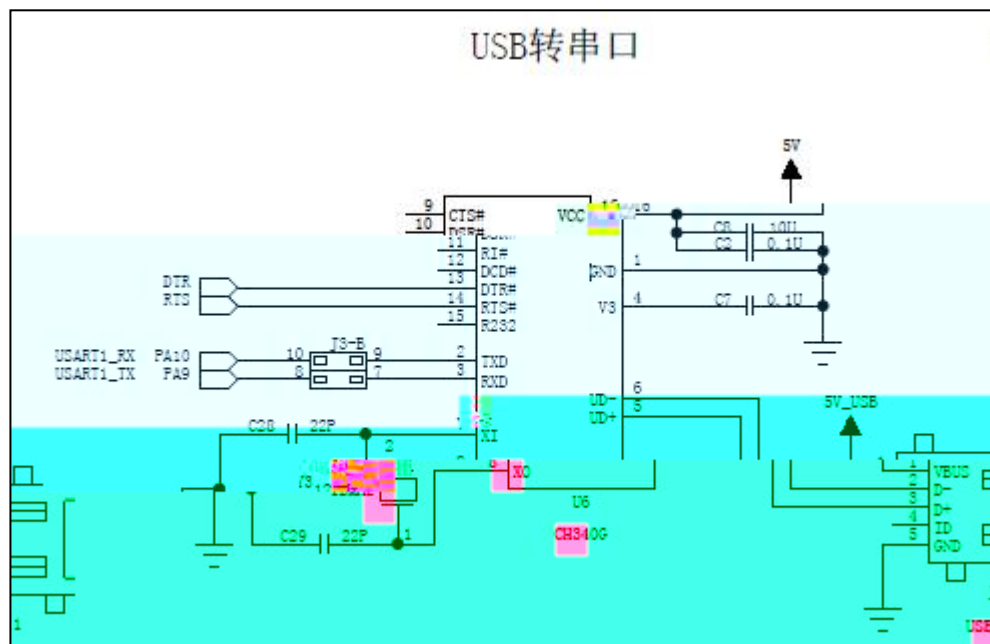 USB转串口
5V
9 CTS# VCC
10
C8 10U
11 C2 0.1U
12 RI# GND 1
13 DCD#
DTR DTR#
RTS 14 RTS# V3 4 C7 0.1U
15 R232
J3-B
USART1_RX PA10 10 9 2 TXD
USART1_TX PA9 8 7 3 RXD
UD- 6
UD+ 5
5V_USB
C28 22P XI
2
XO
1 VBUS
2 D-
3 D+
4 ID
5 GND
U6
C29 22P 1
CH340G
1
USB